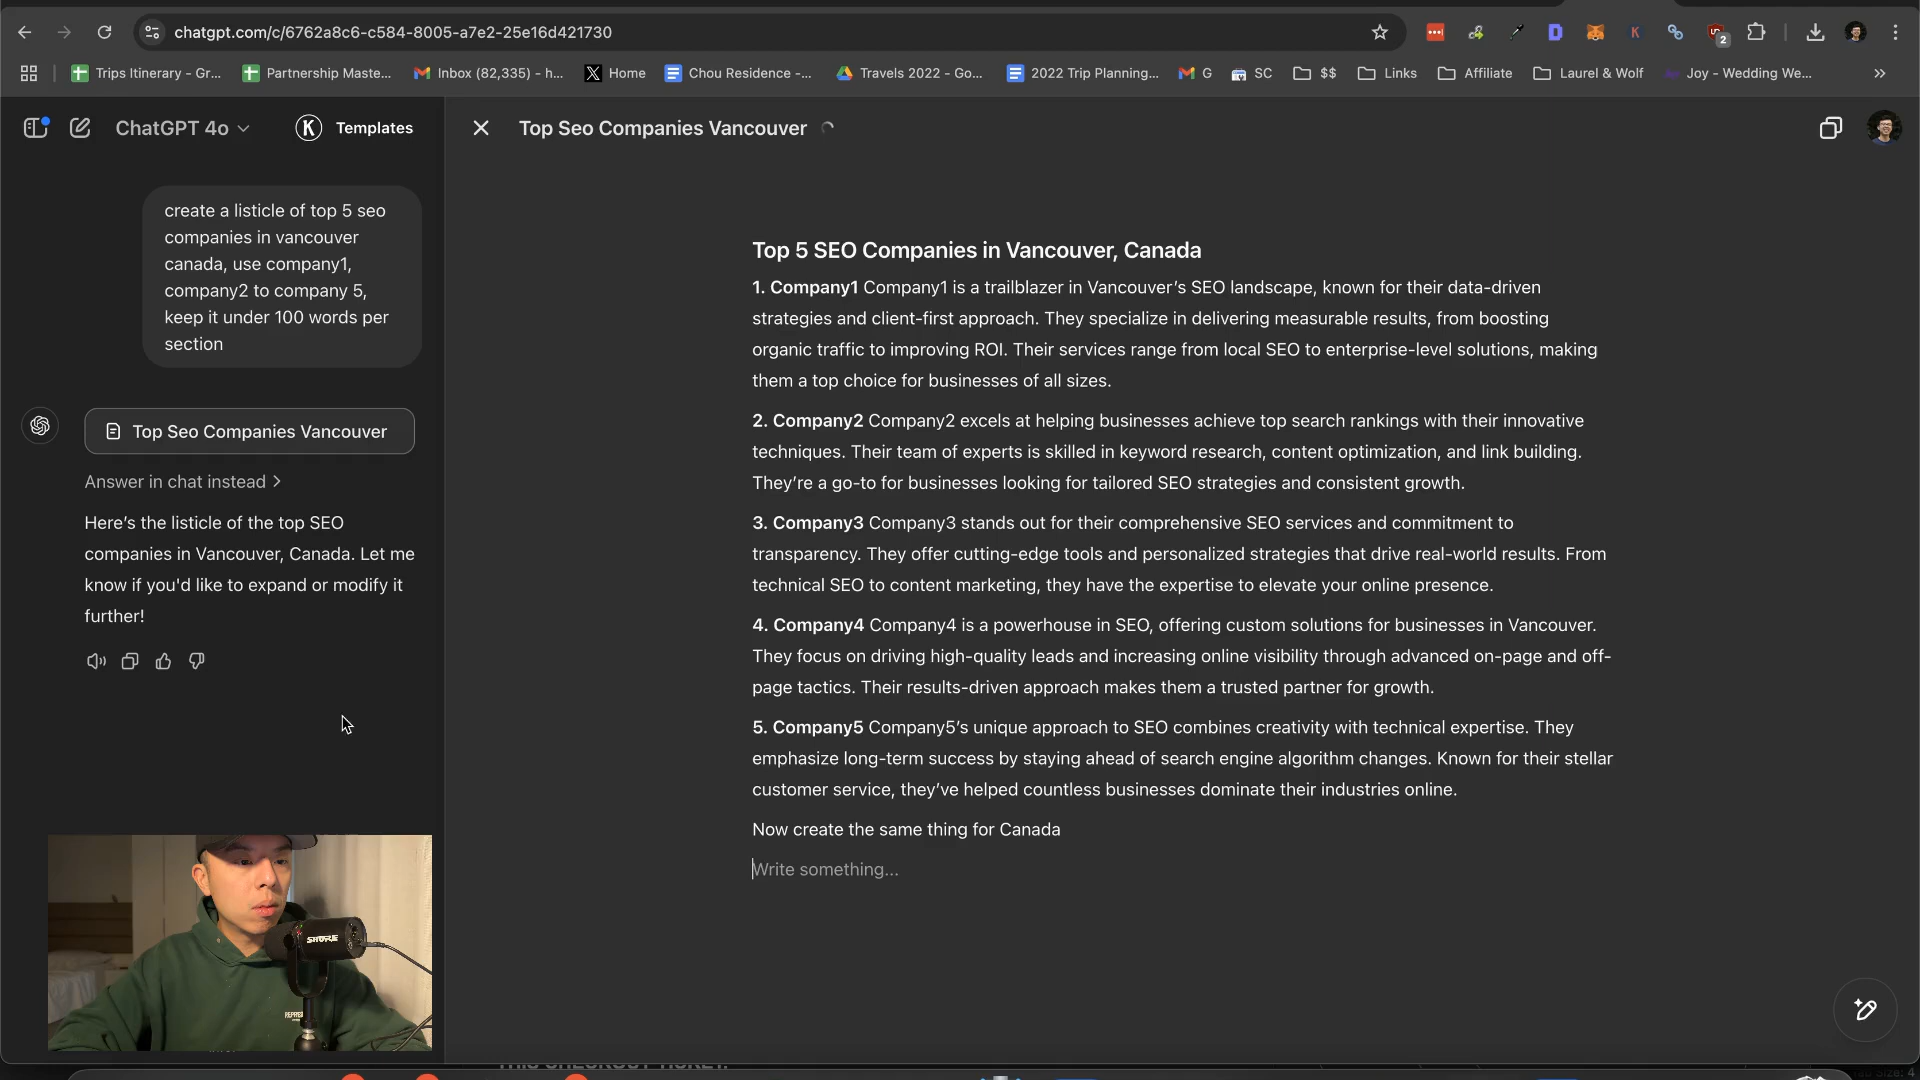 chatgpt.com/c/6762a8c6-c584-8005-a7e2-25e16d421730
2
Trips Itinerary - Gr...
Partnership Maste...
Inbox (82,335) - h...
Home
Chou Residence -...
Travels 2022 - Go...
2022 Trip Planning...
G
SC
$$
Links
Affiliate
Laurel & Wolf
Joy - Wedding We...
ChatGPT 4o
K
Templates
Top Seo Companies Vancouver
create a listicle of top 5 seo
companies in vancouver
canada, use company1,
company2 to company 5,
keep it under 100 words per
section
Top Seo Companies Vancouver
Answer in chat instead
Here’s the listicle of the top SEO
companies in Vancouver, Canada. Let me
know if you'd like to expand or modify it
further!
Top 5 SEO Companies in Vancouver, Canada
1. Company1 Company1 is a trailblazer in Vancouver’s SEO landscape, known for their data-driven
strategies and client-first approach. They specialize in delivering measurable results, from boosting
organic traffic to improving ROI. Their services range from local SEO to enterprise-level solutions, making
them a top choice for businesses of all sizes.
2. Company2 Company2 excels at helping businesses achieve top search rankings with their innovative
techniques. Their team of experts is skilled in keyword research, content optimization, and link building.
They’re a go-to for businesses looking for tailored SEO strategies and consistent growth.
3. Company3 Company3 stands out for their comprehensive SEO services and commitment to
transparency. They offer cutting-edge tools and personalized strategies that drive real-world results. From
technical SEO to content marketing, they have the expertise to elevate your online presence.
4. Company4 Company4 is a powerhouse in SEO, offering custom solutions for businesses in Vancouver.
They focus on driving high-quality leads and increasing online visibility through advanced on-page and off-
page tactics. Their results-driven approach makes them a trusted partner for growth.
5. Company5 Company5’s unique approach to SEO combines creativity with technical expertise. They
emphasize long-term success by staying ahead of search engine algorithm changes. Known for their stellar
customer service, they’ve helped countless businesses dominate their industries online.
Now create the same thing for Canada
Write something...
SHURE
THIS CHECKOUT TICKET.
Tab Size: 4